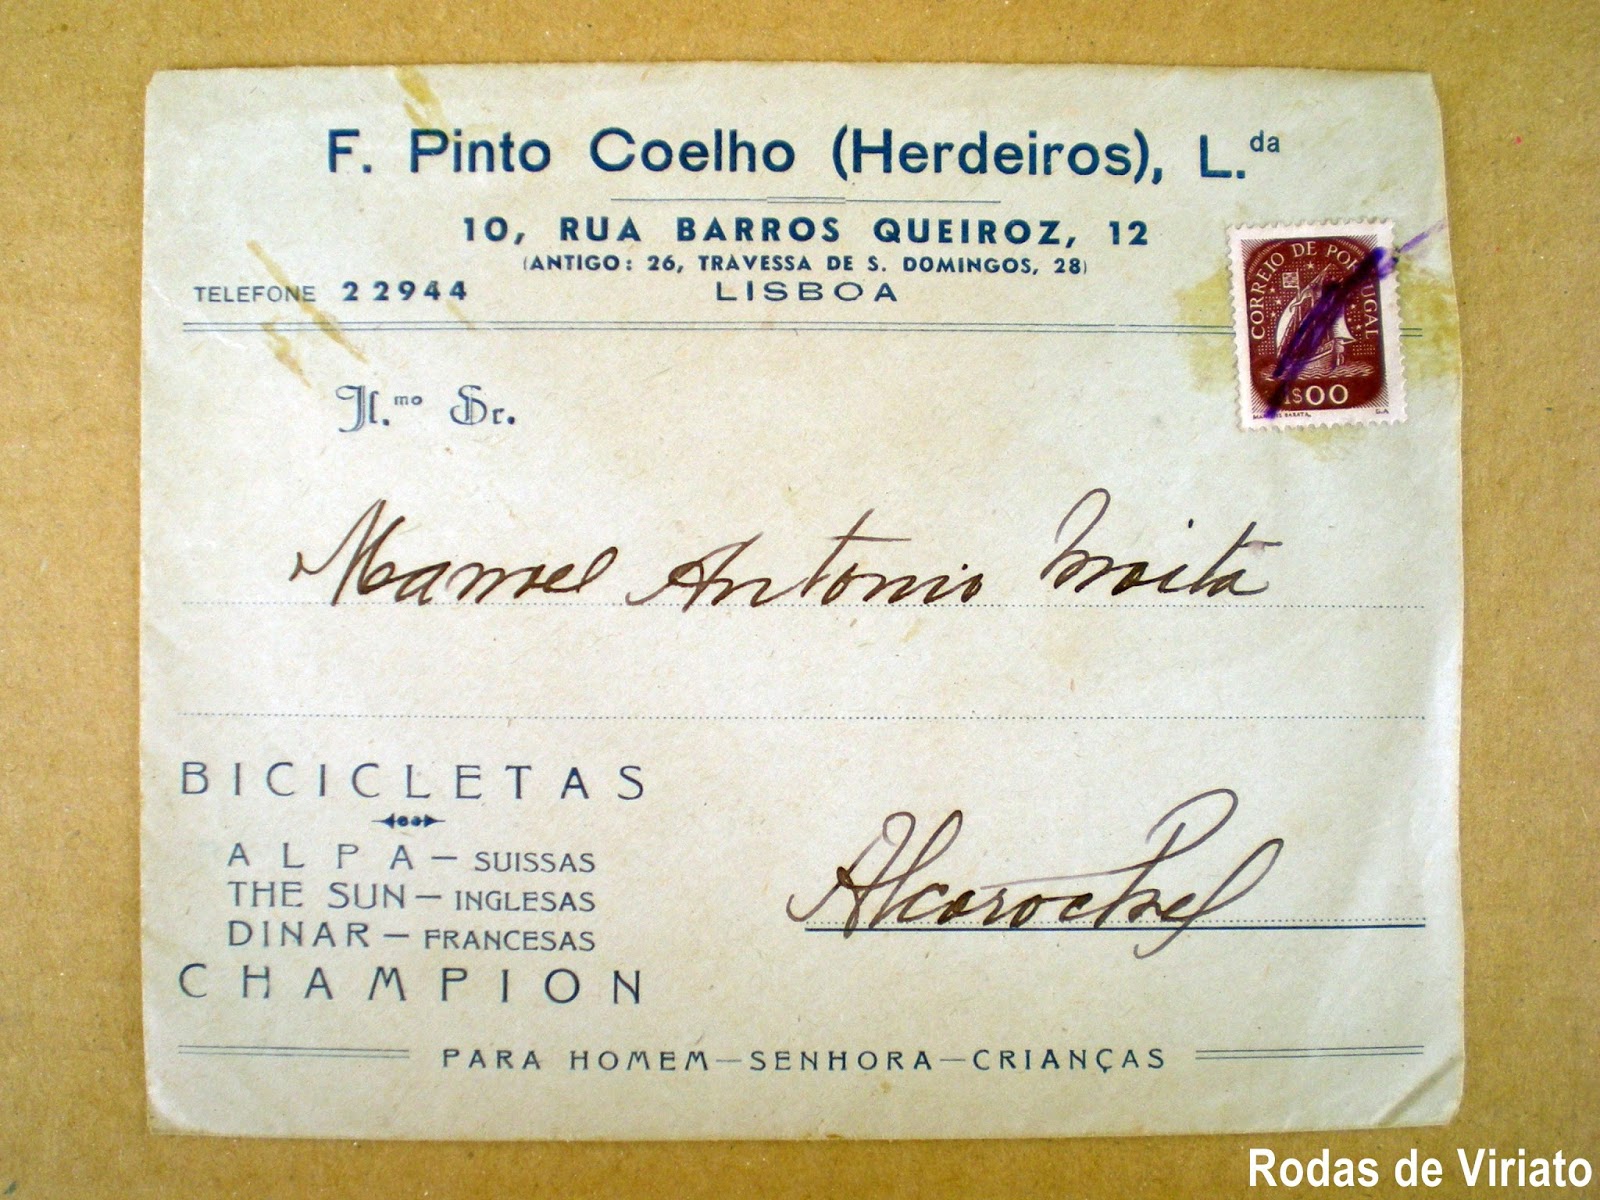 F. Pinto Coelho (Herdeiros), L.da
10, RUA BARROS QUEIROZ, 12
(ANTIGO: 26, TRAVESSA DE S. DOMINGOS, 28)
TELEFONE 22944 LISBOA
CORREIO DE PORTUGAL
1$00
Il.mo Sr.
Manoel Antonio Moita
BICICLETAS
ALPA — SUISSAS
THE SUN — INGLESAS
DINAR — FRANCESAS
CHAMPION
Alcorochel
PARA HOMEM — SENHORA — CRIANÇAS
Rodas de Viriato